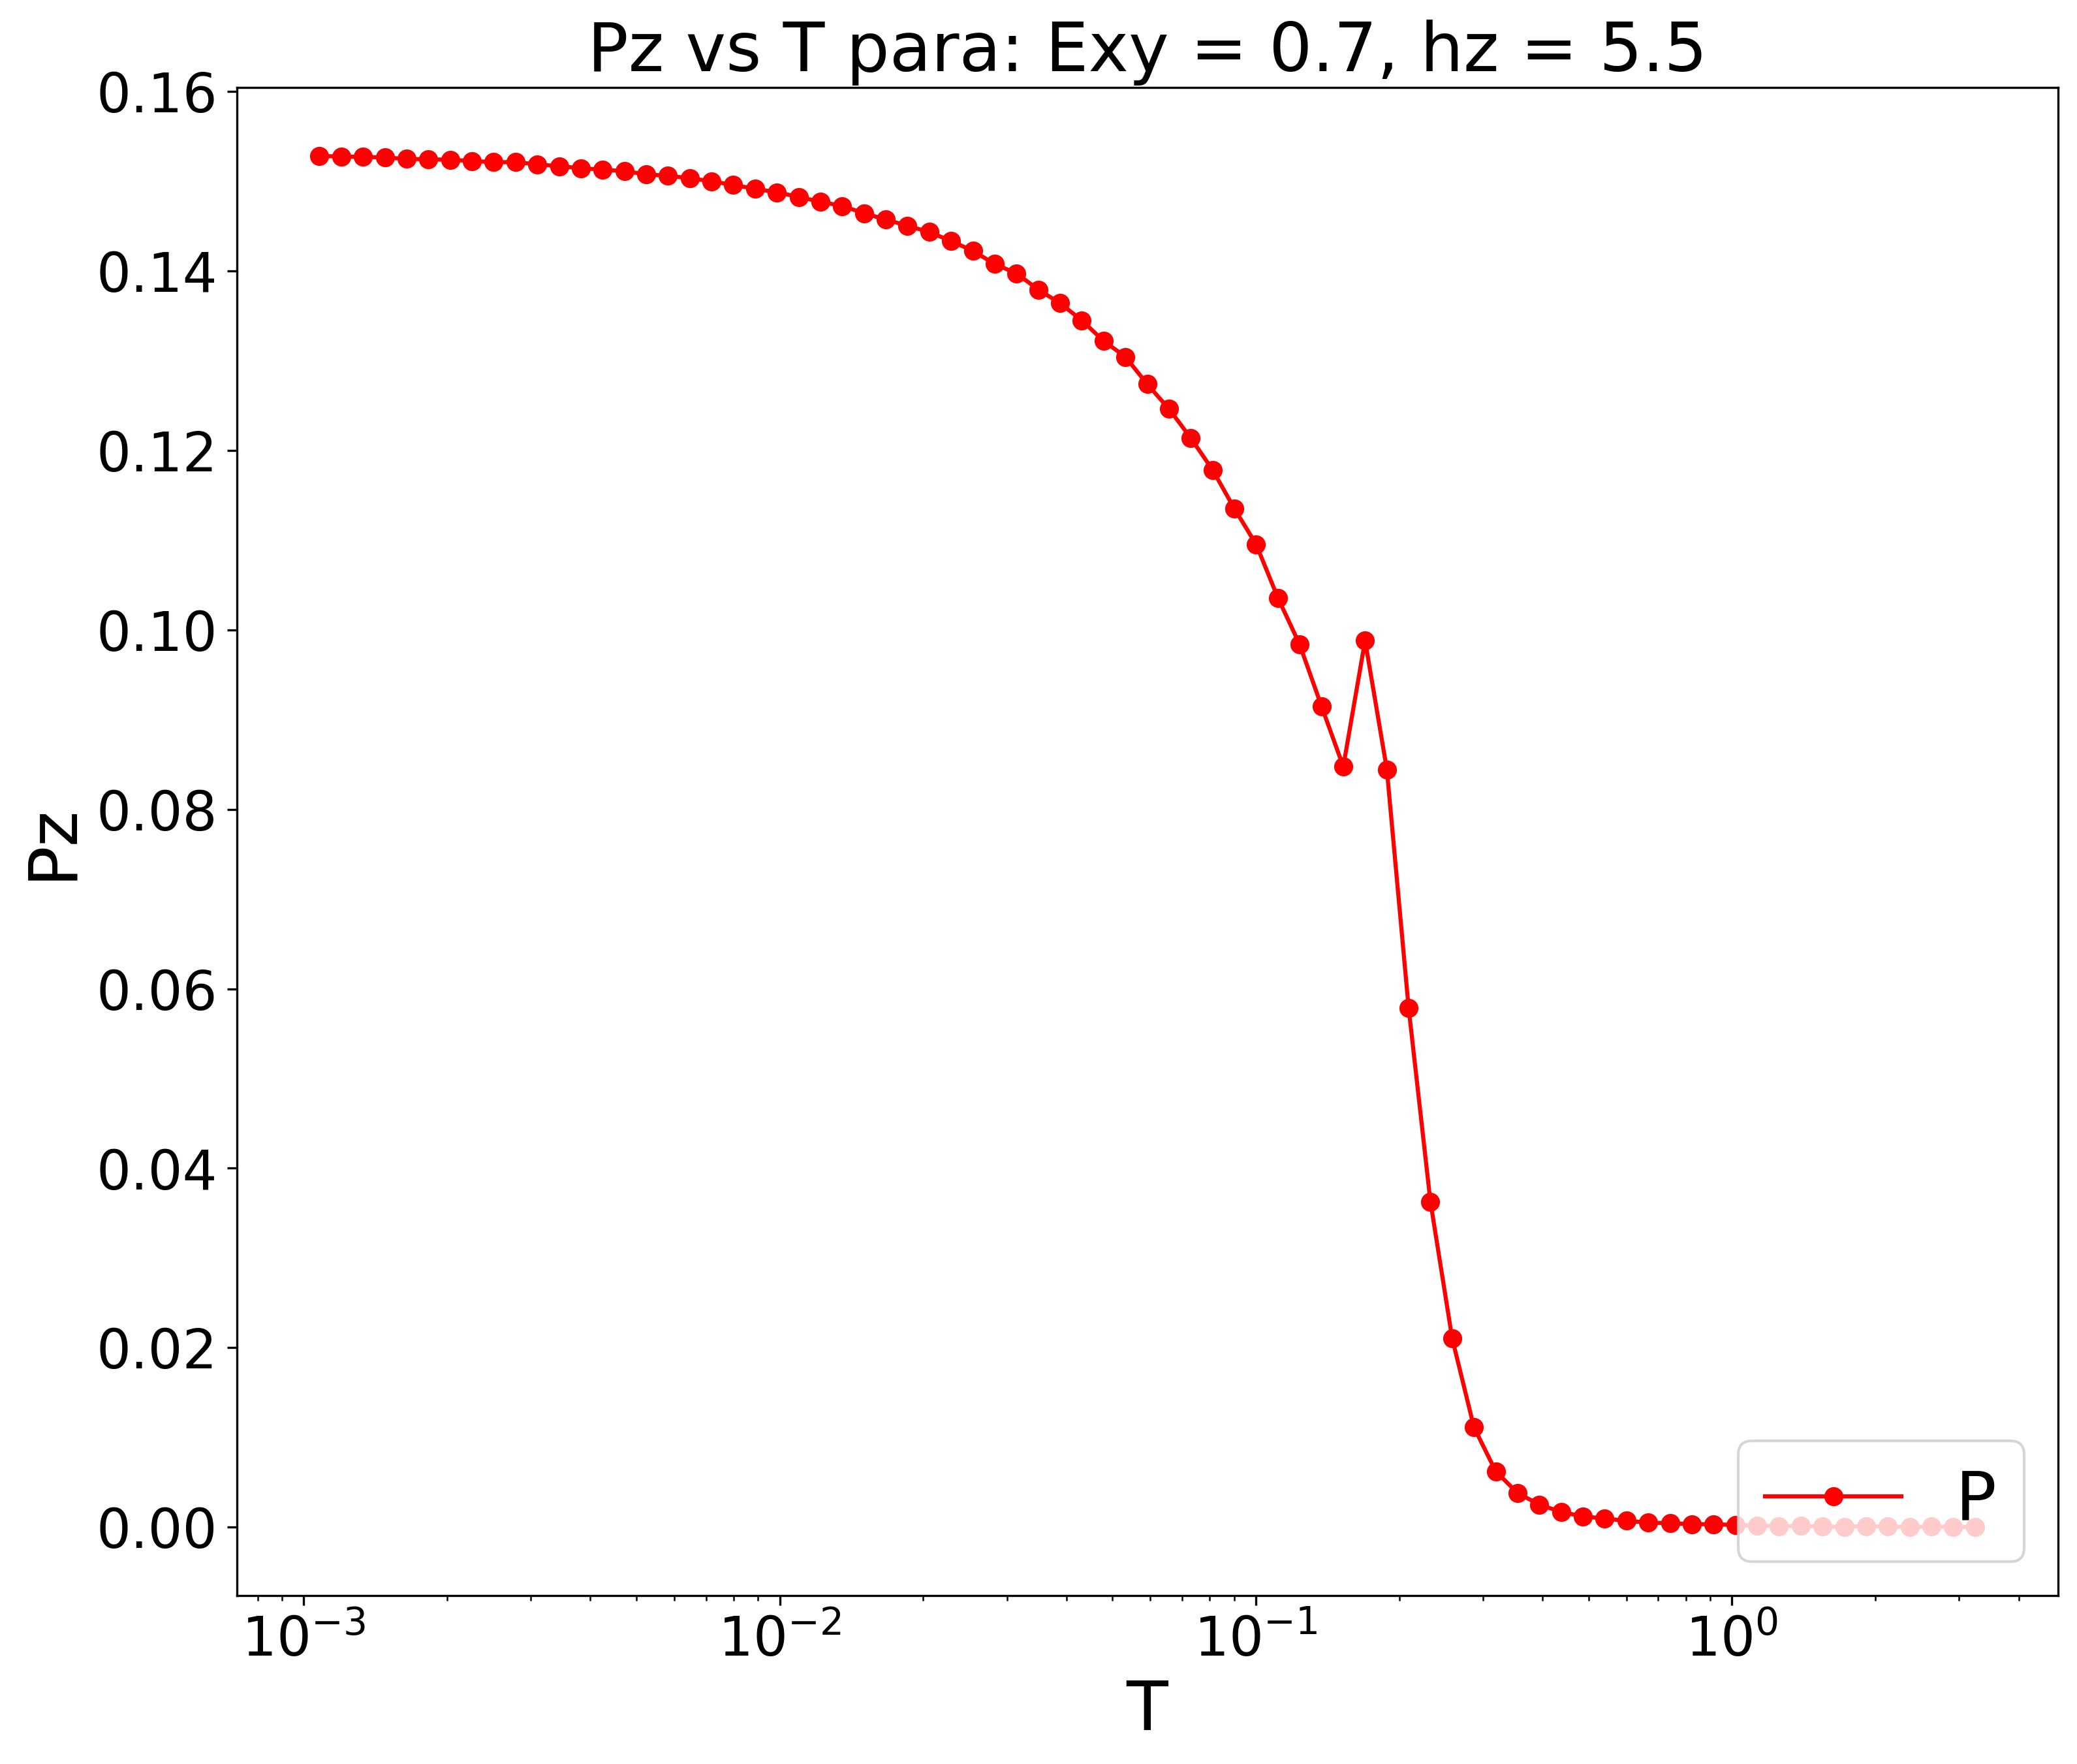 Pz vs T para: Exy = 0.7, hz = 5.5
0.16
0.14
0.12
0.10
0.08
0.06
0.04
0.02
0.00
Pz
P
10⁻³ 10⁻² 10⁻¹ 10⁰
T